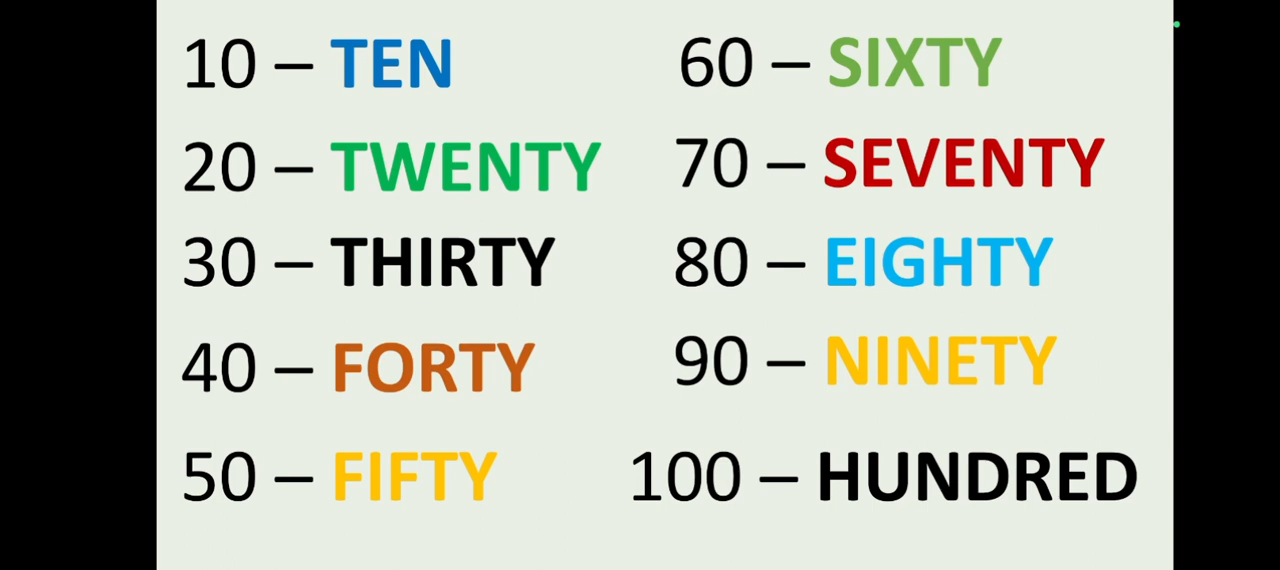 10 – TEN
20 – TWENTY
30 – THIRTY
40 – FORTY
50 – FIFTY
60 – SIXTY
70 – SEVENTY
80 – EIGHTY
90 – NINETY
100 – HUNDRED